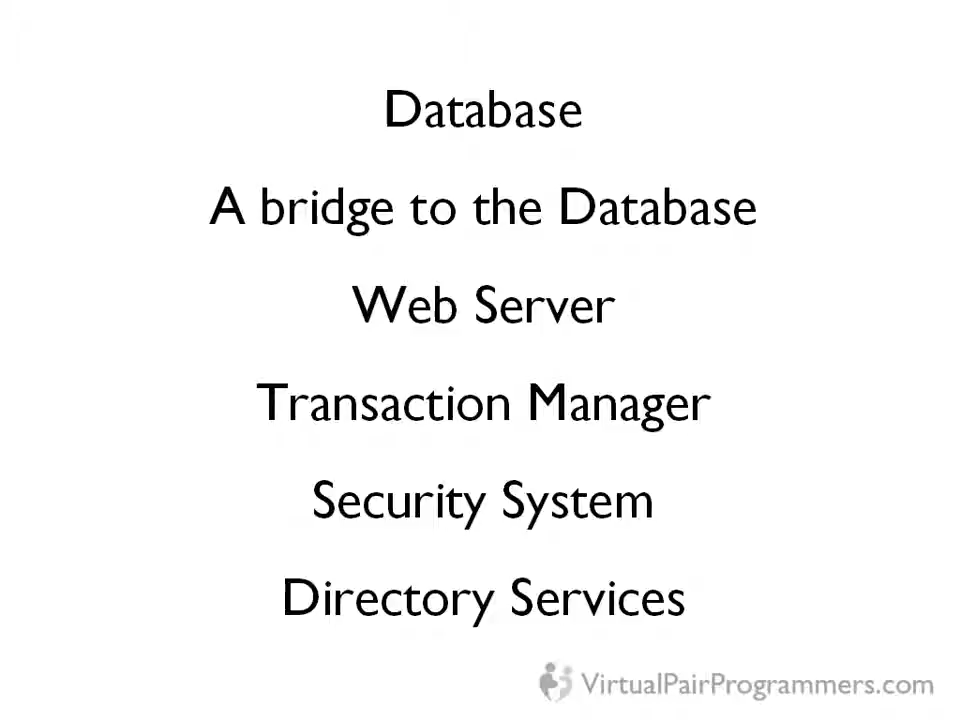 Database
A bridge to the Database
Web Server
Transaction Manager
Security System
Directory Services
VirtualPairProgrammers.com